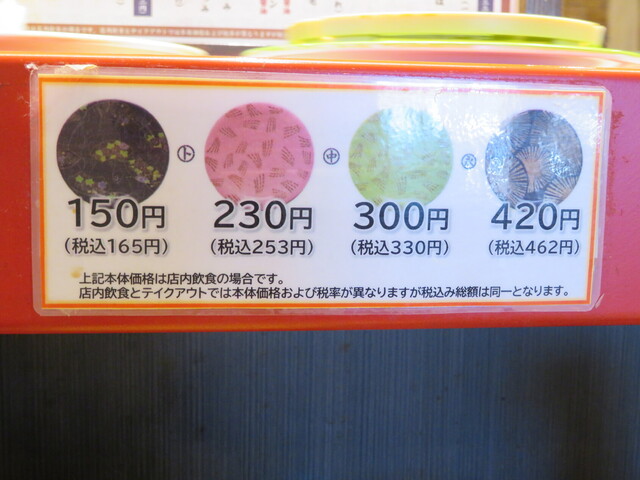 150円 230円 300円 420円
(税込165円) (税込253円) (税込330円) (税込462円)
上記本体価格は店内飲食の場合です。
店内飲食とテイクアウトでは本体価格および税率が異なりますが税込み総額は同一となります。